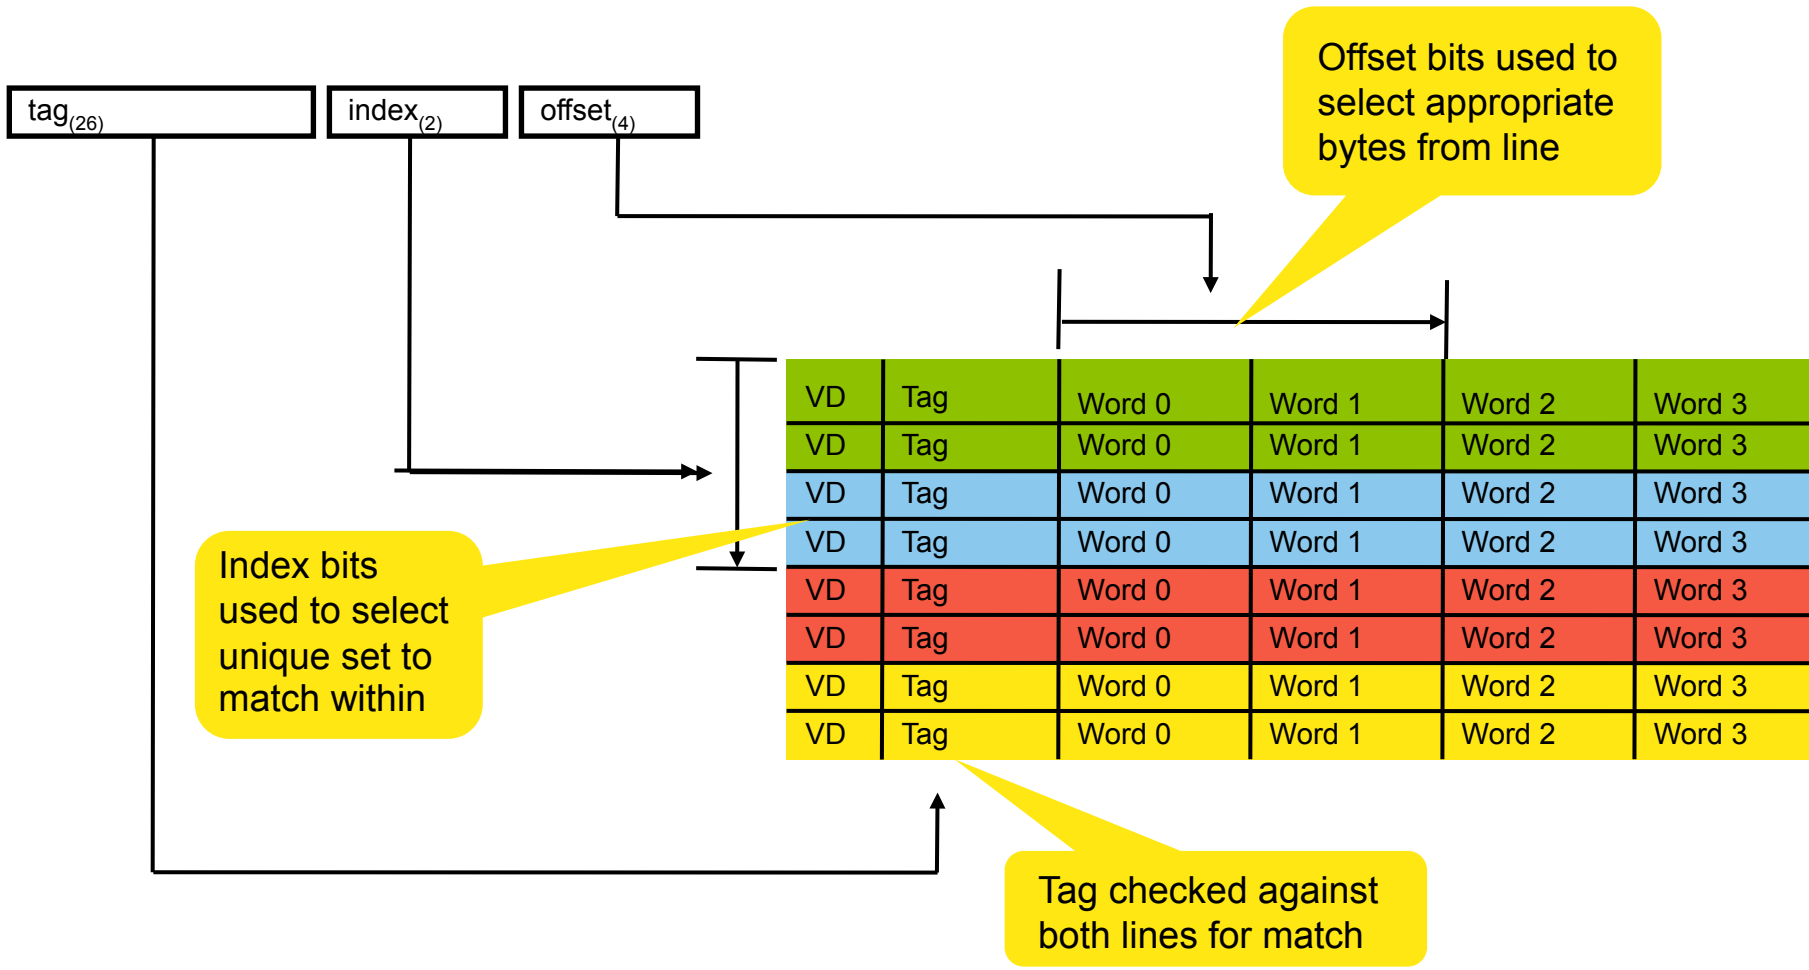 Offset bits used to
select appropriate
bytes from line
tag(26) index(2) offset(4)
VD Tag Word 0 Word 1 Word 2 Word 3
VD Tag Word 0 Word 1 Word 2 Word 3
VD Tag Word 0 Word 1 Word 2 Word 3
VD Tag Word 0 Word 1 Word 2 Word 3
VD Tag Word 0 Word 1 Word 2 Word 3
VD Tag Word 0 Word 1 Word 2 Word 3
VD Tag Word 0 Word 1 Word 2 Word 3
VD Tag Word 0 Word 1 Word 2 Word 3
Index bits
used to select
unique set to
match within
Tag checked against
both lines for match